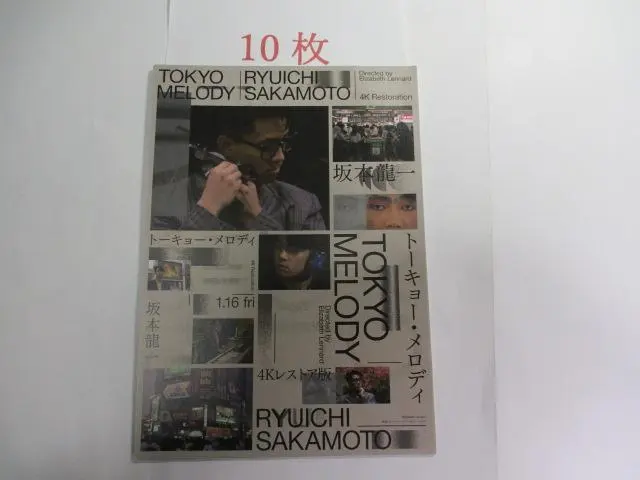 10枚
TOKYO
MELODY
RYUICHI
SAKAMOTO
Directed by
Elizabeth Lennard
4K Restoration
坂本龍一
トーキョー・メロディ
TOKYO
MELODY
トーキョー・メロディ
4K Restoration
1.16 fri
坂本龍一
Directed by
Elizabeth Lennard
4Kレストア版
RYUICHI
SAKAMOTO